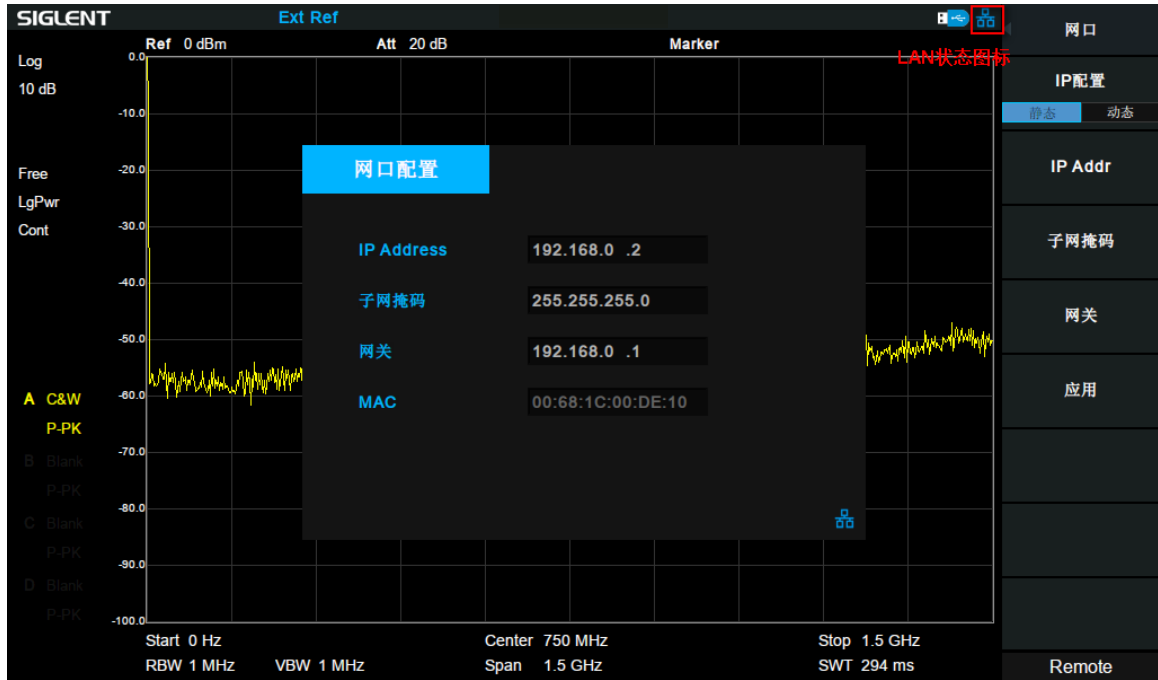 SIGLENT Ext Ref
Ref 0 dBm Att 20 dB Marker
LAN状态图标
Log
10 dB
Free
LgPwr
Cont
A C&W
P-PK
B Blank
P-PK
C Blank
P-PK
D Blank
P-PK
0.0
-10.0
-20.0
-30.0
-40.0
-50.0
-60.0
-70.0
-80.0
-90.0
-100.0
网口配置
IP Address 192.168.0 .2
子网掩码 255.255.255.0
网关 192.168.0 .1
MAC 00:68:1C:00:DE:10
Start 0 Hz Center 750 MHz Stop 1.5 GHz
RBW 1 MHz VBW 1 MHz Span 1.5 GHz SWT 294 ms
网口
IP配置
静态 动态
IP Addr
子网掩码
网关
应用
Remote